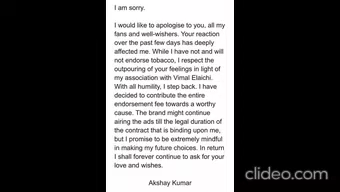 I am sorry.
I would like to apologise to you, all my
fans and well-wishers. Your reaction
over the past few days has deeply
affected me. While I have not and will
not endorse tobacco, I respect the
outpouring of your feelings in light of
my association with Vimal Elaichi.
With all humility, I step back. I have
decided to contribute the entire
endorsement fee towards a worthy
cause. The brand might continue
airing the ads till the legal duration of
the contract that is binding upon me,
but I promise to be extremely mindful
in making my future choices. In return
I shall forever continue to ask for your
love and wishes.
Akshay Kumar
clideo.com